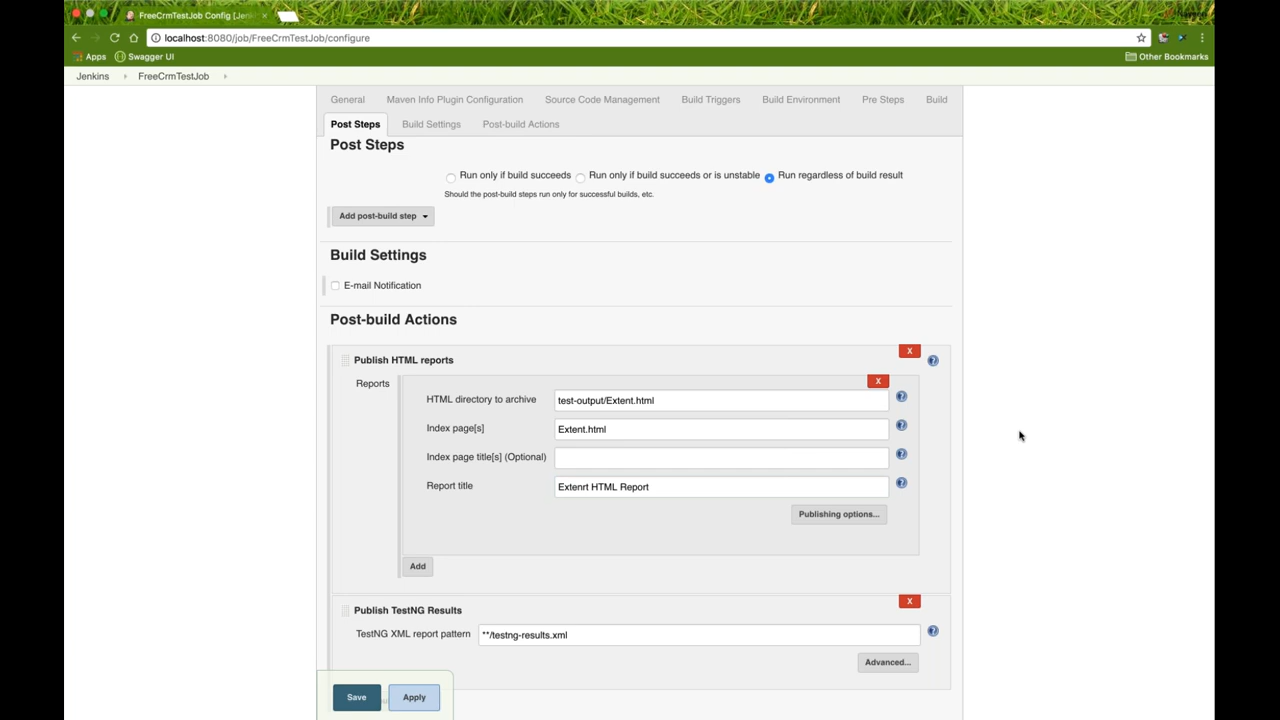 FreeCrmTestJob Config [Jen
localhost:8080/job/FreeCrmTestJob/configure
Apps Swagger UI Other Bookmarks
Jenkins FreeCrmTestJob
General Maven Info Plugin Configuration Source Code Management Build Triggers Build Environment Pre Steps Build
Post Steps Build Settings Post-build Actions
Post Steps
Run only if build succeeds Run only if build succeeds or is unstable Run regardless of build result
Should the post-build steps run only for successful builds, etc.
Add post-build step
Build Settings
E-mail Notification
Post-build Actions
X
Publish HTML reports ?
Reports X
HTML directory to archive test-output/Extent.html ?
Index page[s] Extent.html ?
Index page title[s] (Optional) ?
Report title Extenrt HTML Report ?
Publishing options...
Add
X
Publish TestNG Results
TestNG XML report pattern **/testng-results.xml ?
Advanced...
Save Apply